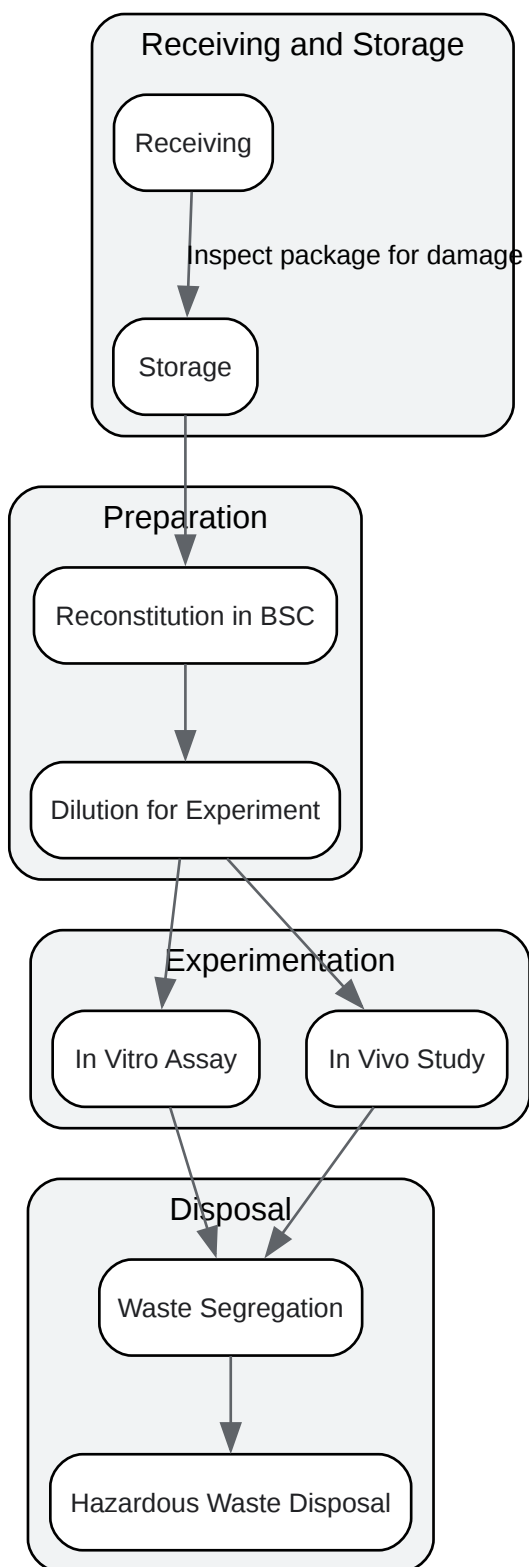 Receiving and Storage
Receiving
Inspect package for damage
Storage
Preparation
Reconstitution in BSC
Dilution for Experiment
Experimentation
In Vitro Assay
In Vivo Study
Disposal
Waste Segregation
Hazardous Waste Disposal